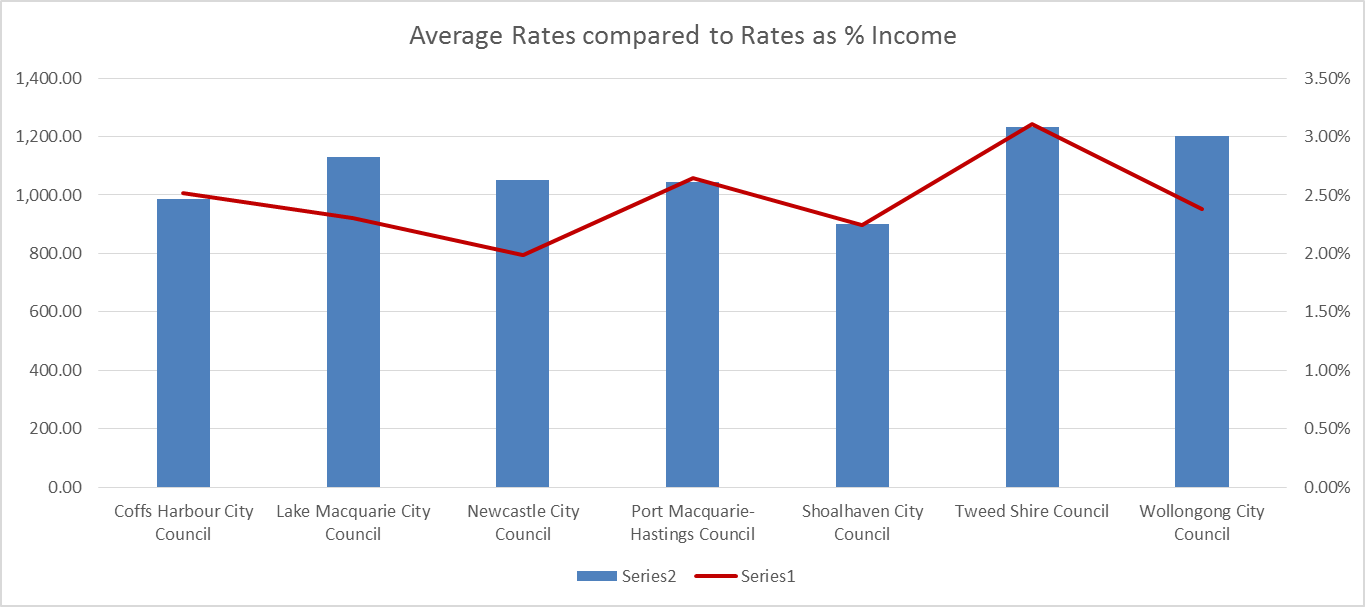 Average Rates compared to Rates as % Income
1,400.00
1,200.00
1,000.00
800.00
600.00
400.00
200.00
0.00
3.50%
3.00%
2.50%
2.00%
1.50%
1.00%
0.50%
0.00%
Coffs Harbour City
Council
Lake Macquarie City
Council
Newcastle City
Council
Port Macquarie-
Hastings Council
Shoalhaven City
Council
Tweed Shire Council
Wollongong City
Council
Series2
Series1